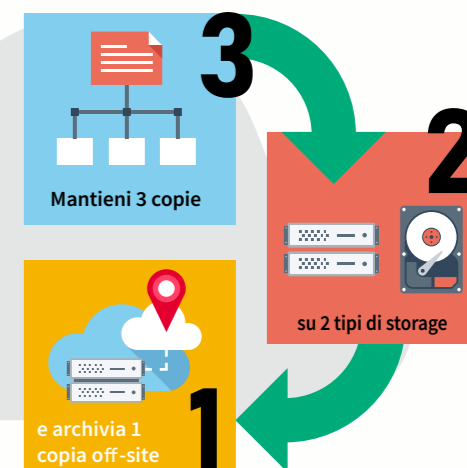 3
Mantieni 3 copie
2
su 2 tipi di storage
1
e archivia 1
copia off-site